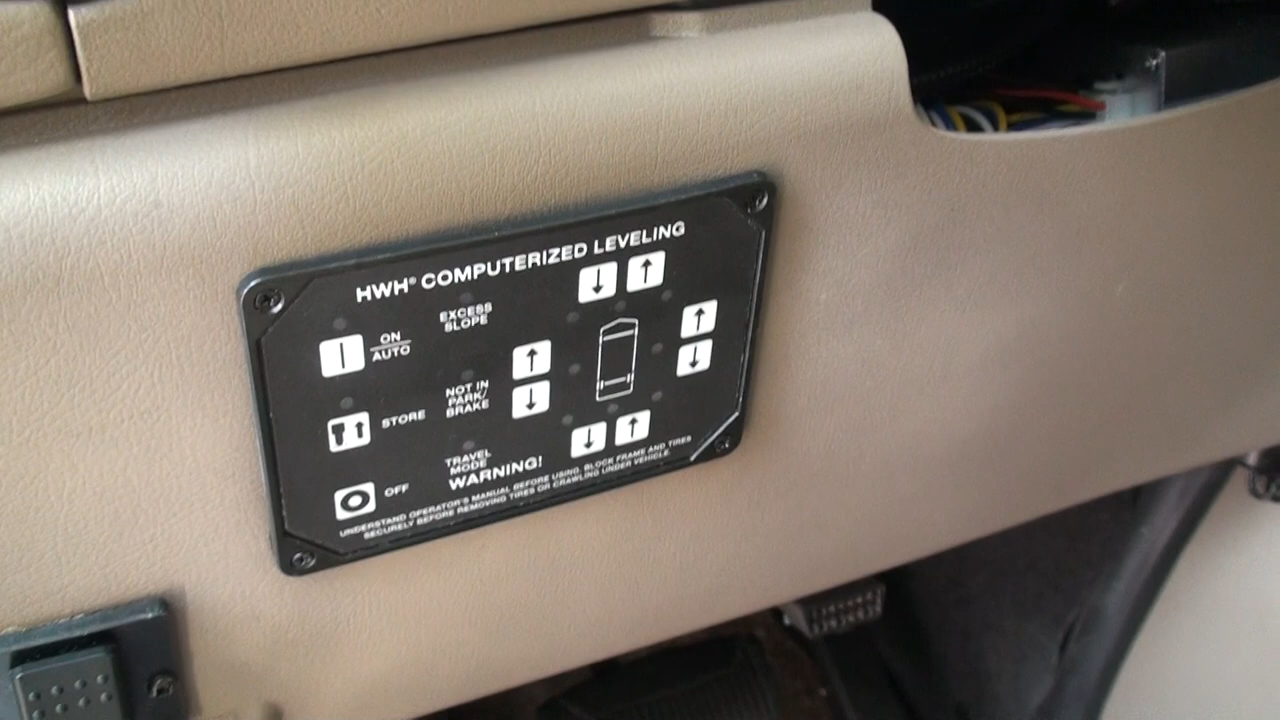 HWH® COMPUTERIZED LEVELING
ON
AUTO
EXCESS
SLOPE
STORE
NOT IN
PARK/
BRAKE
OFF
TRAVEL
MODE
WARNING!
UNDERSTAND OPERATOR'S MANUAL BEFORE USING. BLOCK FRAME AND TIRES
SECURELY BEFORE REMOVING TIRES OR CRAWLING UNDER VEHICLE.